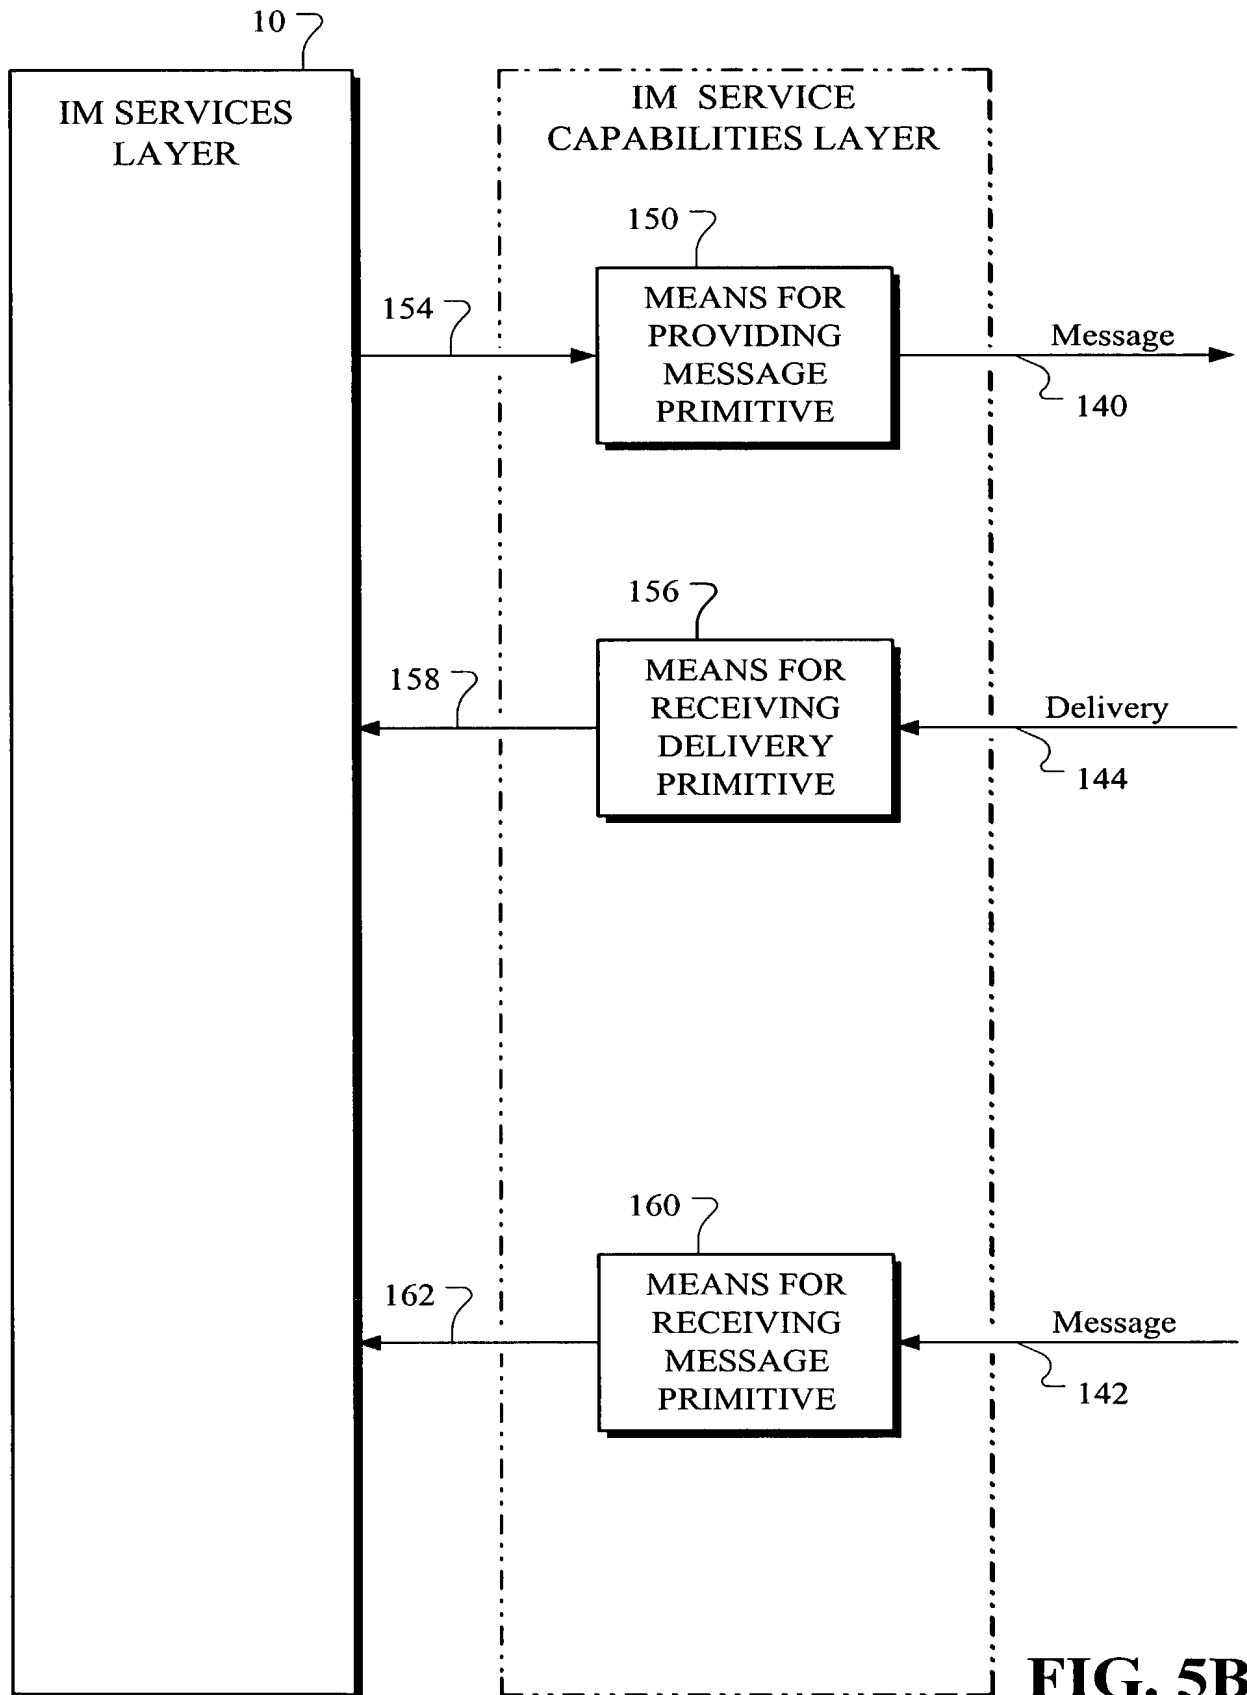 10
IM SERVICES
LAYER
IM SERVICE
CAPABILITIES LAYER
150
MEANS FOR
PROVIDING
MESSAGE
PRIMITIVE
154
Message
140
156
MEANS FOR
RECEIVING
DELIVERY
PRIMITIVE
158
Delivery
144
160
MEANS FOR
RECEIVING
MESSAGE
PRIMITIVE
162
Message
142
FIG. 5B